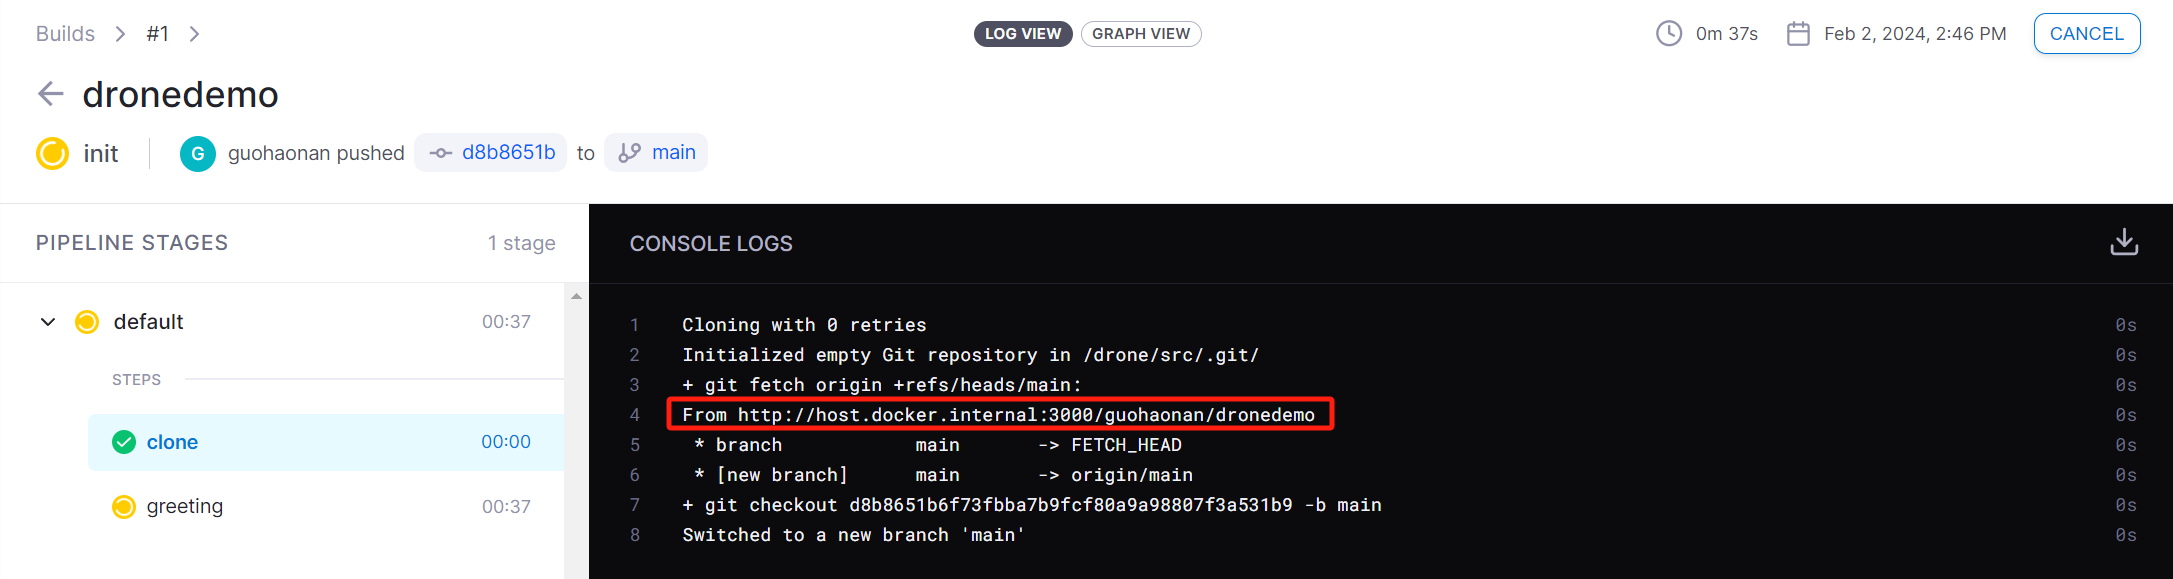 Builds #1 LOG VIEW GRAPH VIEW 0m 37s Feb 2, 2024, 2:46 PM CANCEL
dronedemo
init G guohaonan pushed d8b8651b to main
PIPELINE STAGES 1 stage
default 00:37
STEPS
clone 00:00
greeting 00:37
CONSOLE LOGS
1 Cloning with 0 retries 0s
2 Initialized empty Git repository in /drone/src/.git/ 0s
3 + git fetch origin +refs/heads/main: 0s
4 From http://host.docker.internal:3000/guohaonan/dronedemo 0s
5 * branch main -> FETCH_HEAD 0s
6 * [new branch] main -> origin/main 0s
7 + git checkout d8b8651b6f73fbba7b9fcf80a9a98807f3a531b9 -b main 0s
8 Switched to a new branch 'main' 0s